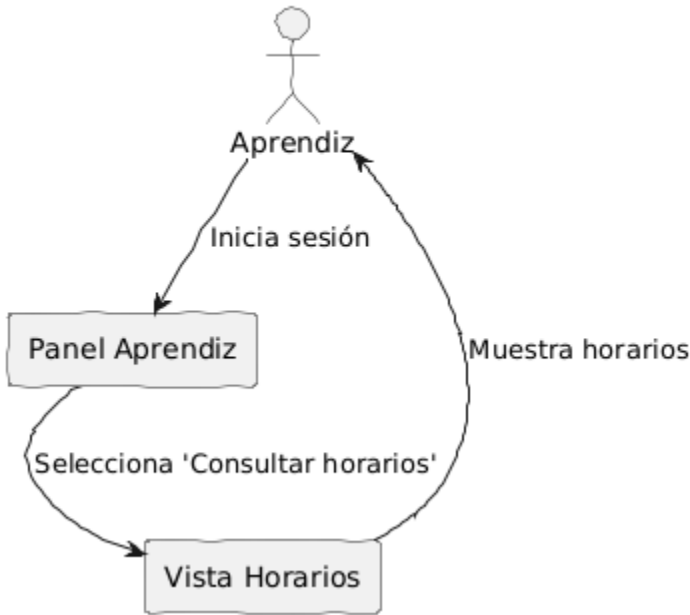 Aprendiz
Inicia sesión
Panel Aprendiz
Muestra horarios
Selecciona 'Consultar horarios'
Vista Horarios